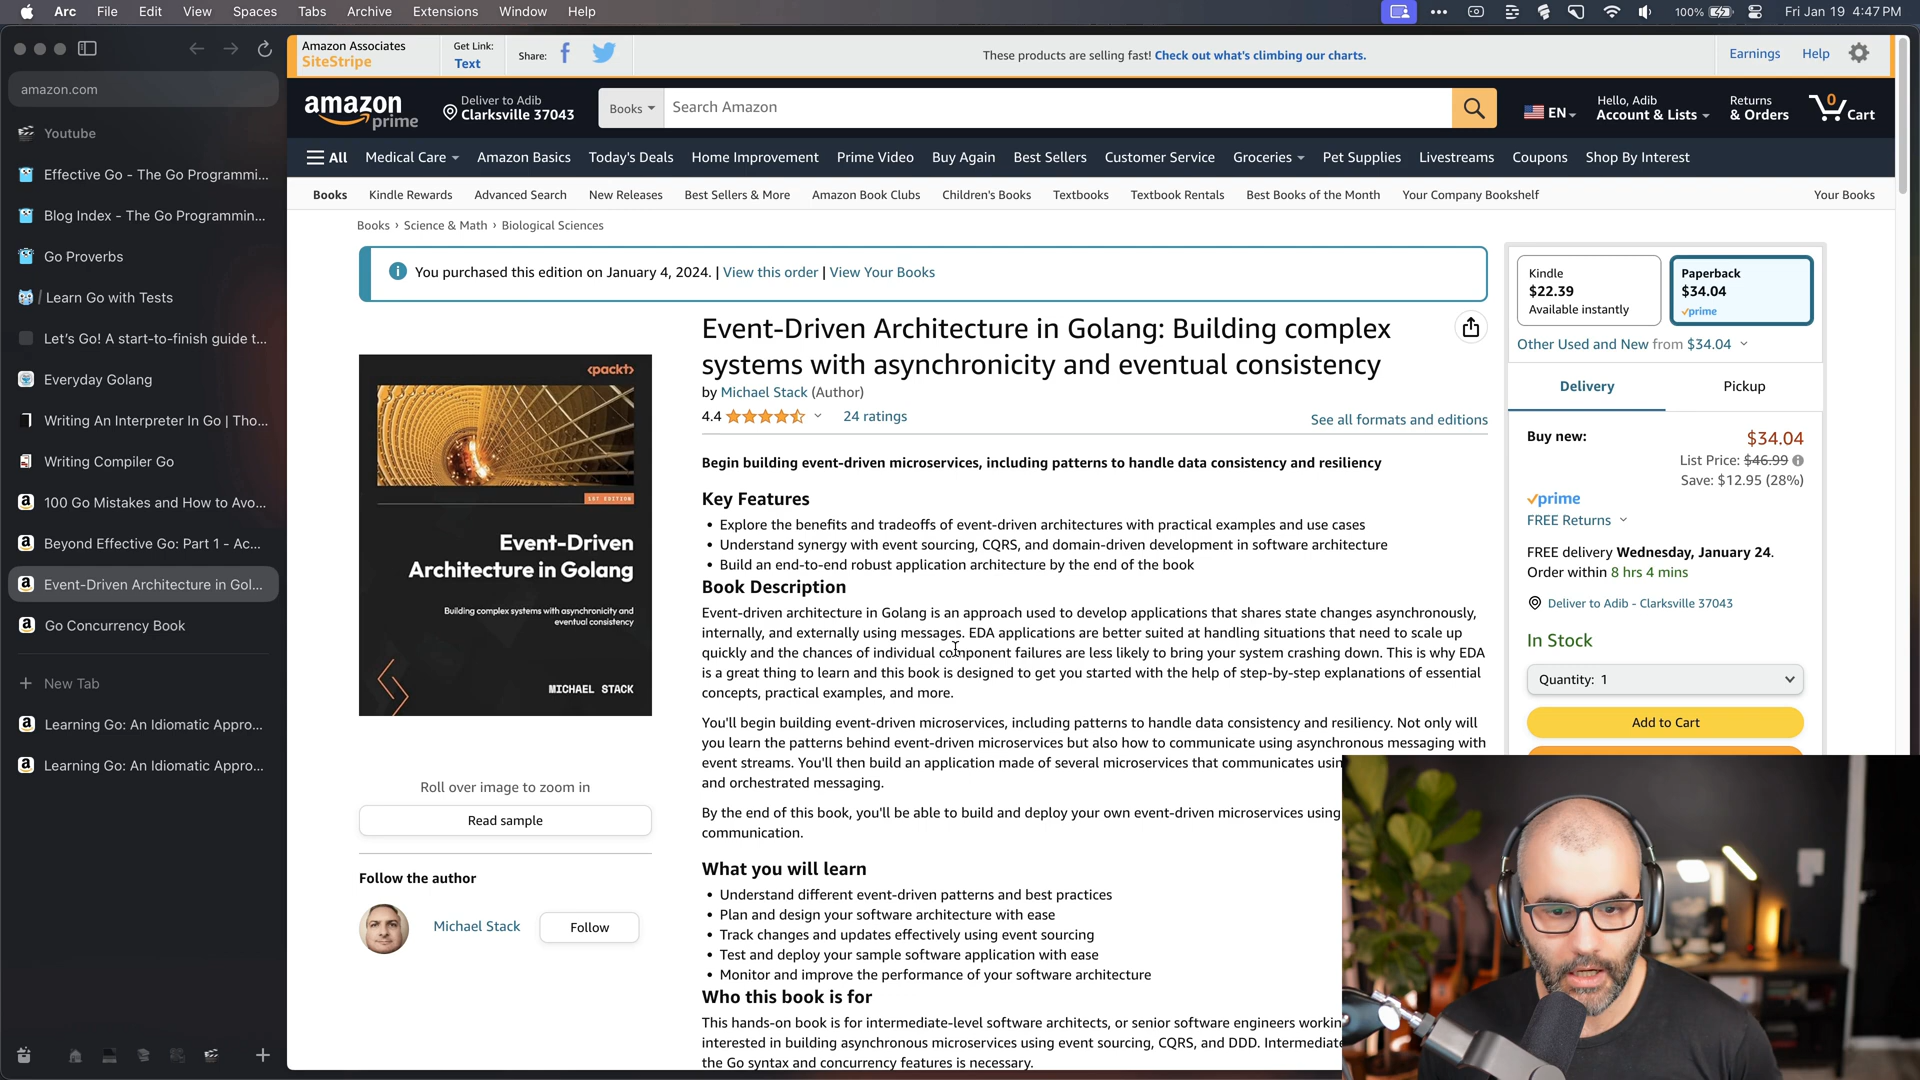 Arc File Edit View Spaces Tabs Archive Extensions Window Help
100% Fri Jan 19 4:47 PM
amazon.com
Youtube
Effective Go - The Go Programmi...
Blog Index - The Go Programmin...
Go Proverbs
/ Learn Go with Tests
Let's Go! A start-to-finish guide t...
Everyday Golang
Writing An Interpreter In Go | Tho...
Writing Compiler Go
100 Go Mistakes and How to Avo...
Beyond Effective Go: Part 1 - Ac...
Event-Driven Architecture in Gol...
Go Concurrency Book
New Tab
Learning Go: An Idiomatic Appro...
Learning Go: An Idiomatic Appro...
Amazon Associates
SiteStripe
Get Link:
Text
Share:
These products are selling fast! Check out what's climbing our charts.
Earnings Help
amazon prime
Deliver to Adib
Clarksville 37043
Books Search Amazon
EN
Hello, Adib
Account & Lists
Returns
& Orders
0 Cart
All Medical Care Amazon Basics Today's Deals Home Improvement Prime Video Buy Again Best Sellers Customer Service Groceries Pet Supplies Livestreams Coupons Shop By Interest
Books Kindle Rewards Advanced Search New Releases Best Sellers & More Amazon Book Clubs Children's Books Textbooks Textbook Rentals Best Books of the Month Your Company Bookshelf Your Books
Books › Science & Math › Biological Sciences
You purchased this edition on January 4, 2024. | View this order | View Your Books
<packt>
1ST EDITION
Event-Driven
Architecture in Golang
Building complex systems with asynchronicity and
eventual consistency
MICHAEL STACK
Roll over image to zoom in
Read sample
Follow the author
Michael Stack Follow
Event-Driven Architecture in Golang: Building complex
systems with asynchronicity and eventual consistency
by Michael Stack (Author)
4.4 24 ratings
See all formats and editions
Begin building event-driven microservices, including patterns to handle data consistency and resiliency
Key Features
• Explore the benefits and tradeoffs of event-driven architectures with practical examples and use cases
• Understand synergy with event sourcing, CQRS, and domain-driven development in software architecture
• Build an end-to-end robust application architecture by the end of the book
Book Description
Event-driven architecture in Golang is an approach used to develop applications that shares state changes asynchronously,
internally, and externally using messages. EDA applications are better suited at handling situations that need to scale up
quickly and the chances of individual component failures are less likely to bring your system crashing down. This is why EDA
is a great thing to learn and this book is designed to get you started with the help of step-by-step explanations of essential
concepts, practical examples, and more.
You'll begin building event-driven microservices, including patterns to handle data consistency and resiliency. Not only will
you learn the patterns behind event-driven microservices but also how to communicate using asynchronous messaging with
event streams. You'll then build an application made of several microservices that communicates usin
and orchestrated messaging.
By the end of this book, you'll be able to build and deploy your own event-driven microservices using
communication.
What you will learn
• Understand different event-driven patterns and best practices
• Plan and design your software architecture with ease
• Track changes and updates effectively using event sourcing
• Test and deploy your sample software application with ease
• Monitor and improve the performance of your software architecture
Who this book is for
This hands-on book is for intermediate-level software architects, or senior software engineers workin
interested in building asynchronous microservices using event sourcing, CQRS, and DDD. Intermediate
the Go syntax and concurrency features is necessary.
Kindle
$22.39
Available instantly
Paperback
$34.04
prime
Other Used and New from $34.04
Delivery Pickup
Buy new: $34.04
List Price: $46.99
Save: $12.95 (28%)
prime
FREE Returns
FREE delivery Wednesday, January 24.
Order within 8 hrs 4 mins
Deliver to Adib - Clarksville 37043
In Stock
Quantity: 1
Add to Cart